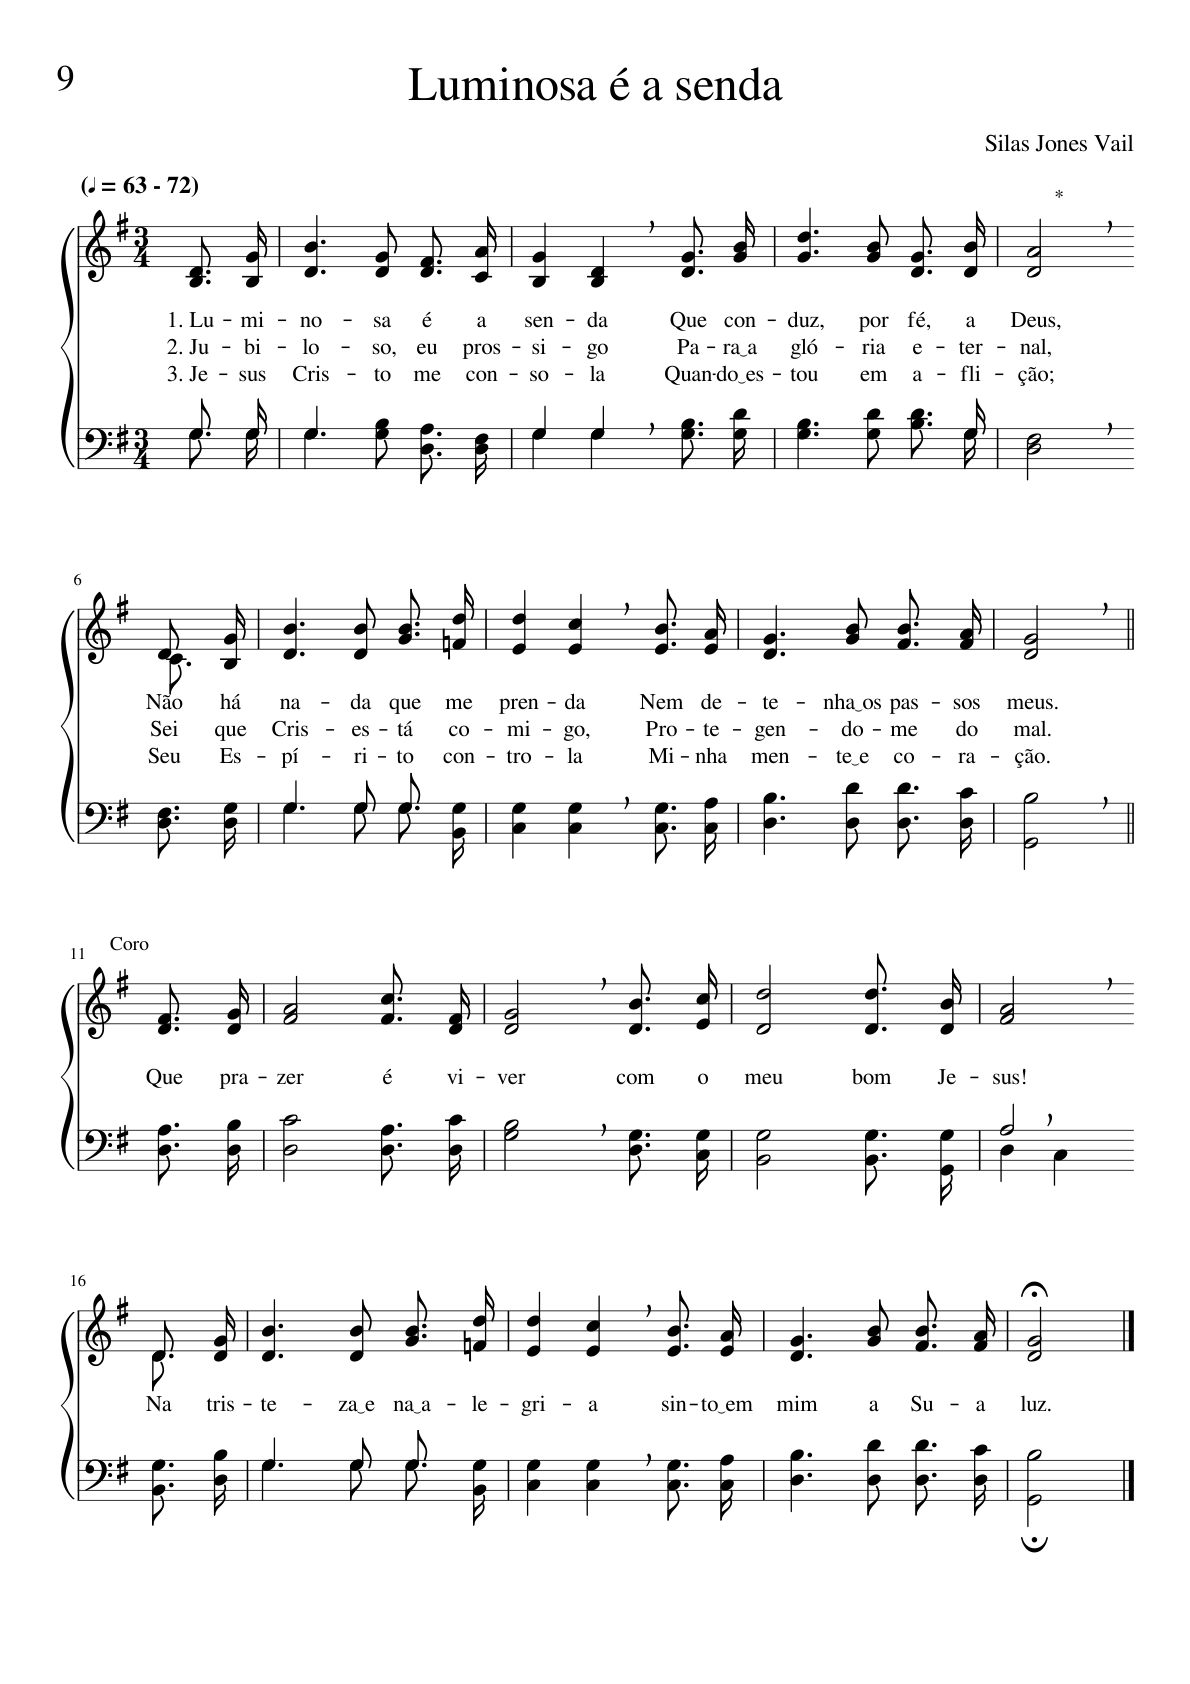 9
Luminosa é a senda
Silas Jones Vail
(♩ = 63 - 72)
*
3 4
1. Lu – mi – no – sa é a sen – da Que con – duz, por fé, a Deus,
2. Ju – bi – lo – so, eu pros – si – go Pa – ra‿a gló – ria e – ter – nal,
3. Je – sus Cris – to me con – so – la Quan – do‿es – tou em a – fli – ção;
3 4
6
Não há na – da que me pren – da Nem de – te – nha‿os pas – sos meus.
Sei que Cris – es – tá co – mi – go, Pro – te – gen – do – me do mal.
Seu Es – pí – ri – to con – tro – la Mi – nha men – te‿e co – ra – ção.
11 Coro
Que pra – zer é vi – ver com o meu bom Je – sus!
16
Na tris – te – za‿e na‿a – le – gri – a sin – to‿em mim a Su – a luz.